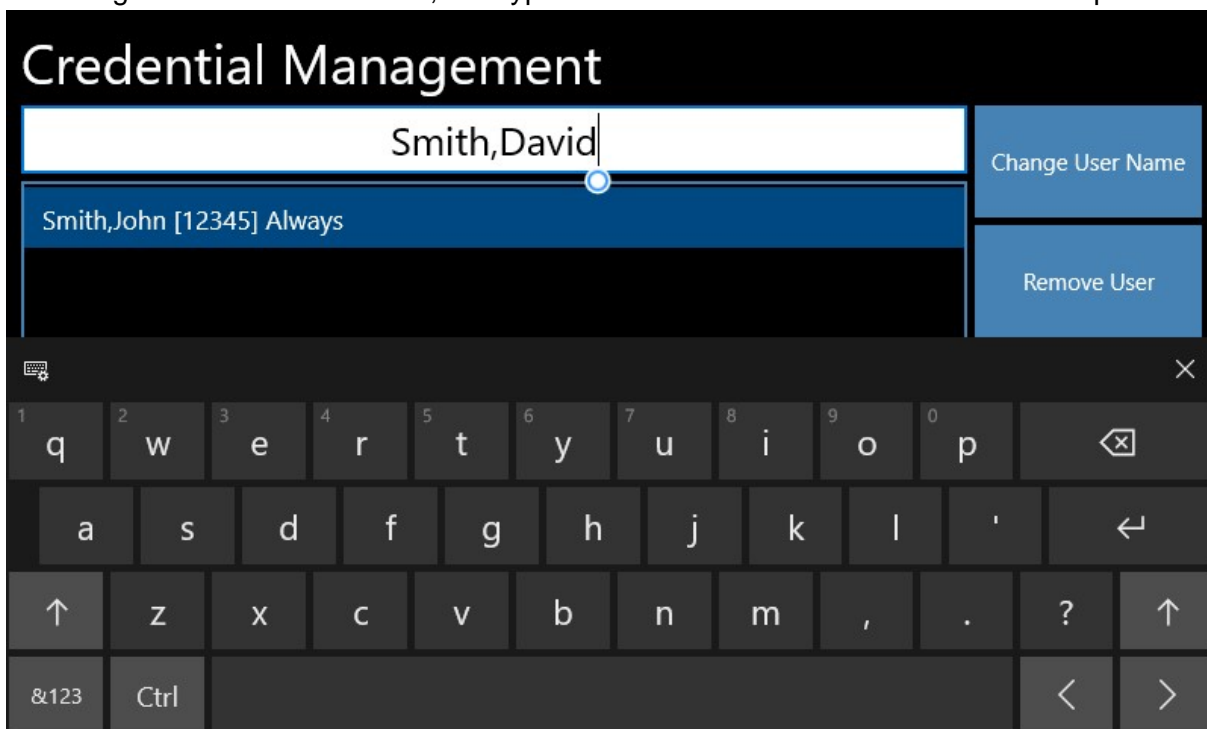 Credential Management
Smith,David
Change User Name
Smith,John [12345] Always
Remove User
1 2 3 4 5 6 7 8 9 0
q w e r t y u i o p
a s d f g h j k l '
z x c v b n m , . ?
&123 Ctrl